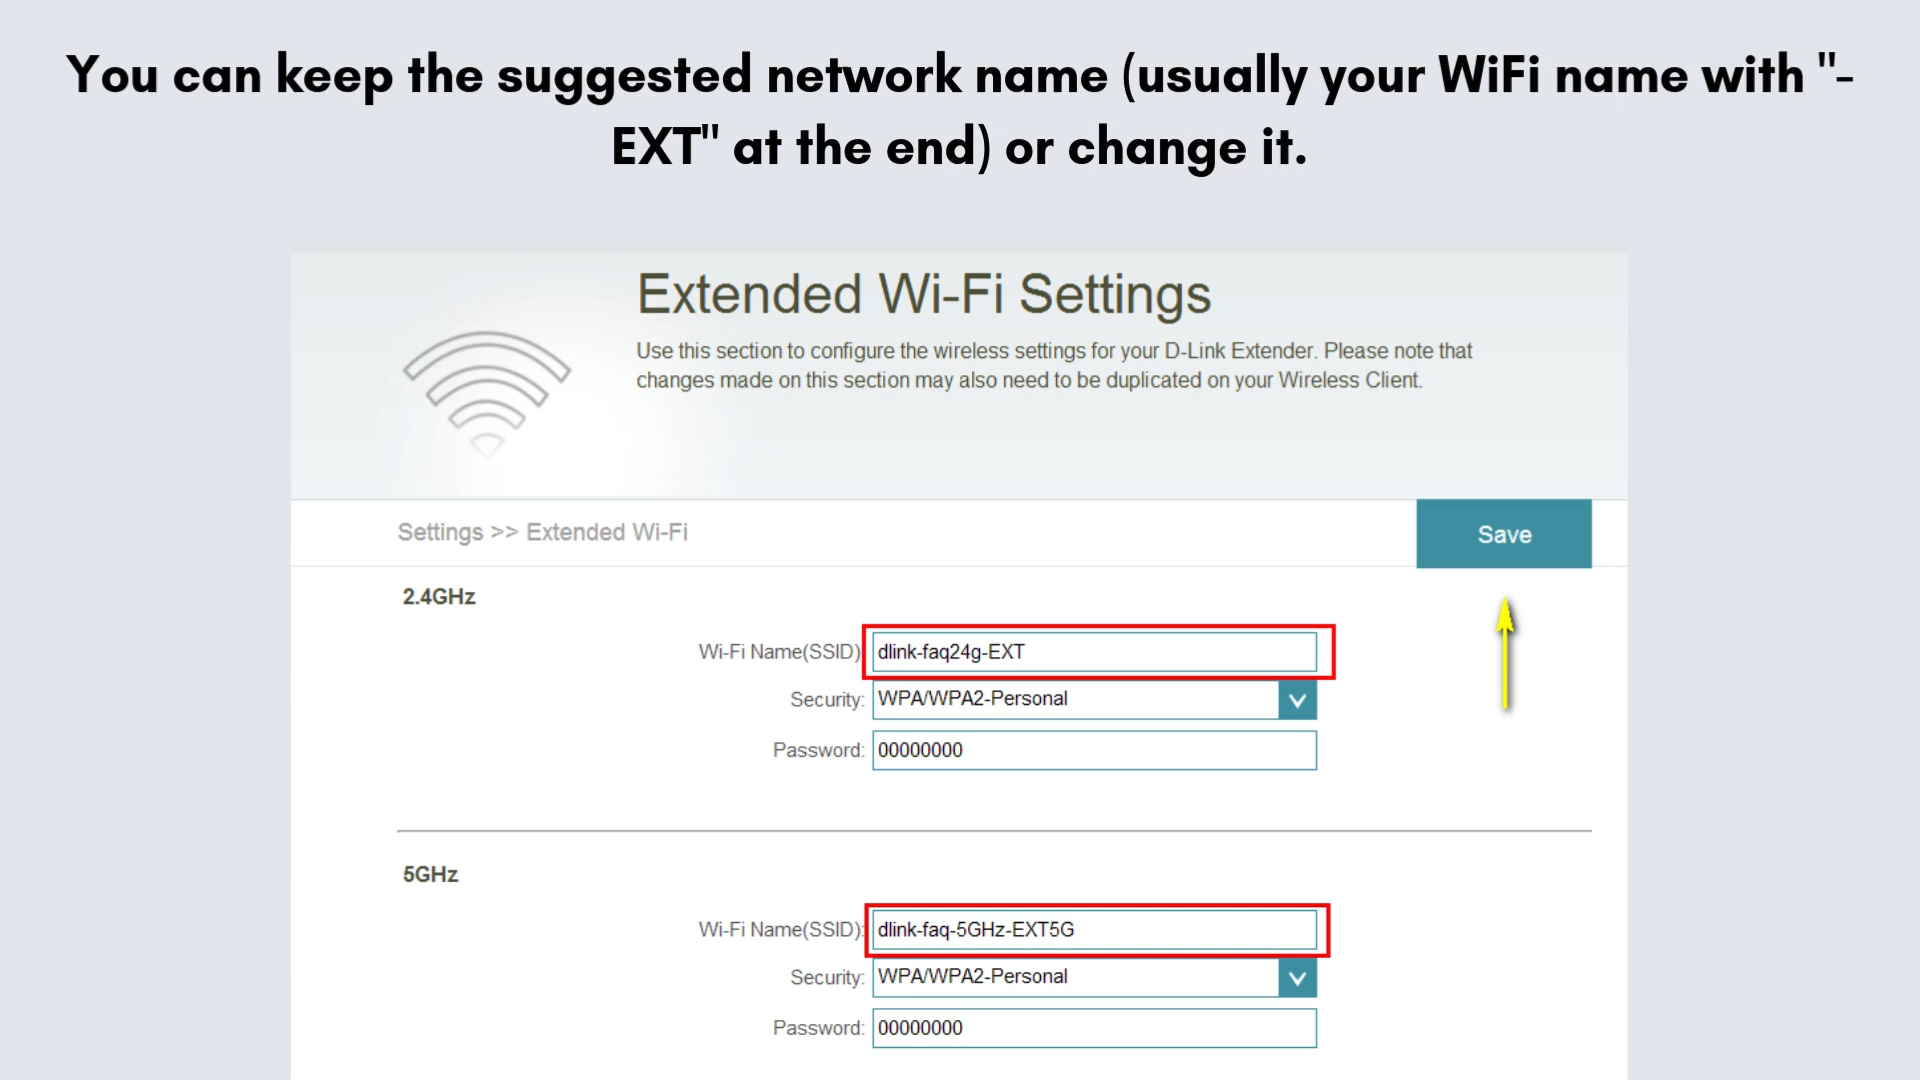 You can keep the suggested network name (usually your WiFi name with "-
EXT" at the end) or change it.
Extended Wi-Fi Settings
Use this section to configure the wireless settings for your D-Link Extender. Please note that
changes made on this section may also need to be duplicated on your Wireless Client.
Settings >> Extended Wi-Fi
Save
2.4GHz
Wi-Fi Name(SSID) dlink-faq24g-EXT
Security: WPA/WPA2-Personal
Password: 00000000
5GHz
Wi-Fi Name(SSID): dlink-faq-5GHz-EXT5G
Security: WPA/WPA2-Personal
Password: 00000000